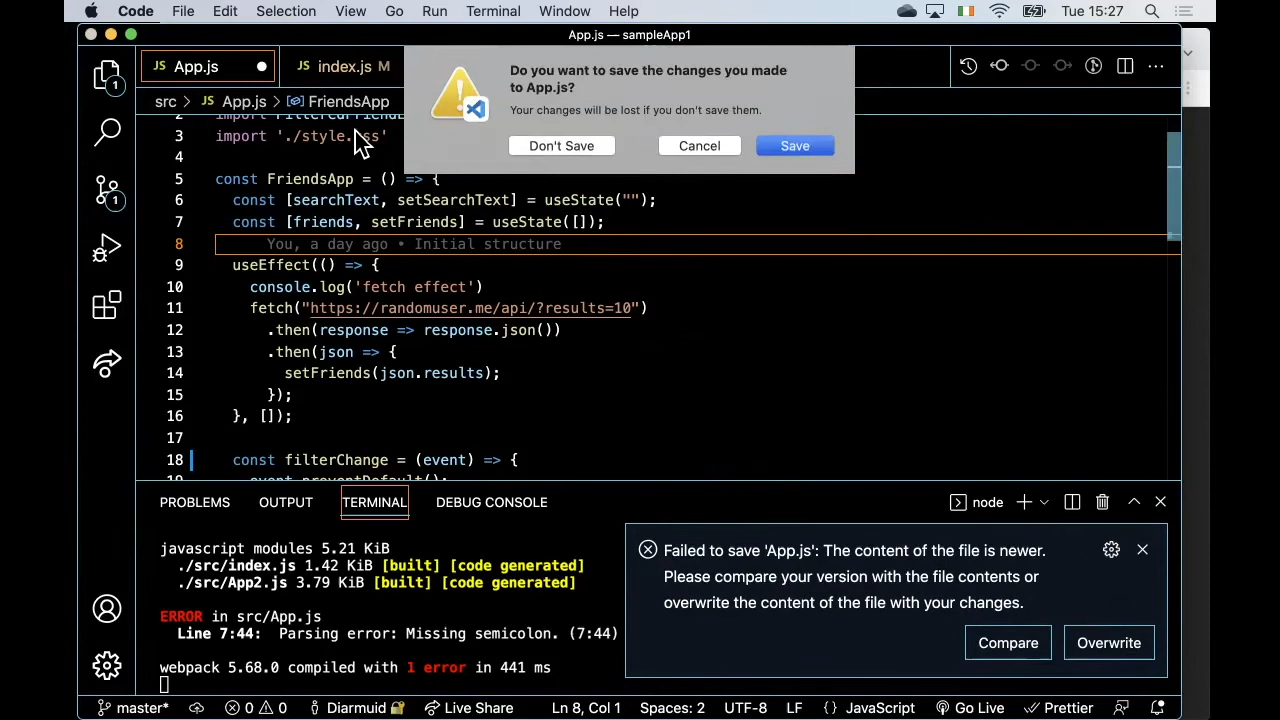 Code File Edit Selection View Go Run Terminal Window Help Tue 15:27
App.js — sampleApp1
JS App.js
JS index.js M
Do you want to save the changes you made
to App.js?
Your changes will be lost if you don't save them.
Don't Save Cancel Save
src > JS App.js > FriendsApp
3 import './style.css'
4
5 const FriendsApp = () => {
6 const [searchText, setSearchText] = useState("");
7 const [friends, setFriends] = useState([]);
8 You, a day ago • Initial structure
9 useEffect(() => {
10 console.log('fetch effect')
11 fetch("https://randomuser.me/api/?results=10")
12 .then(response => response.json())
13 .then(json => {
14 setFriends(json.results);
15 });
16 }, []);
17
18 const filterChange = (event) => {
19 event.preventDefault();
PROBLEMS OUTPUT TERMINAL DEBUG CONSOLE node
javascript modules 5.21 KiB
./src/index.js 1.42 KiB [built] [code generated]
./src/App2.js 3.79 KiB [built] [code generated]
ERROR in src/App.js
Line 7:44: Parsing error: Missing semicolon. (7:44)
webpack 5.68.0 compiled with 1 error in 441 ms
Failed to save 'App.js': The content of the file is newer.
Please compare your version with the file contents or
overwrite the content of the file with your changes.
Compare Overwrite
1
1
master* 0 0 Diarmuid Live Share Ln 8, Col 1 Spaces: 2 UTF-8 LF {} JavaScript Go Live Prettier